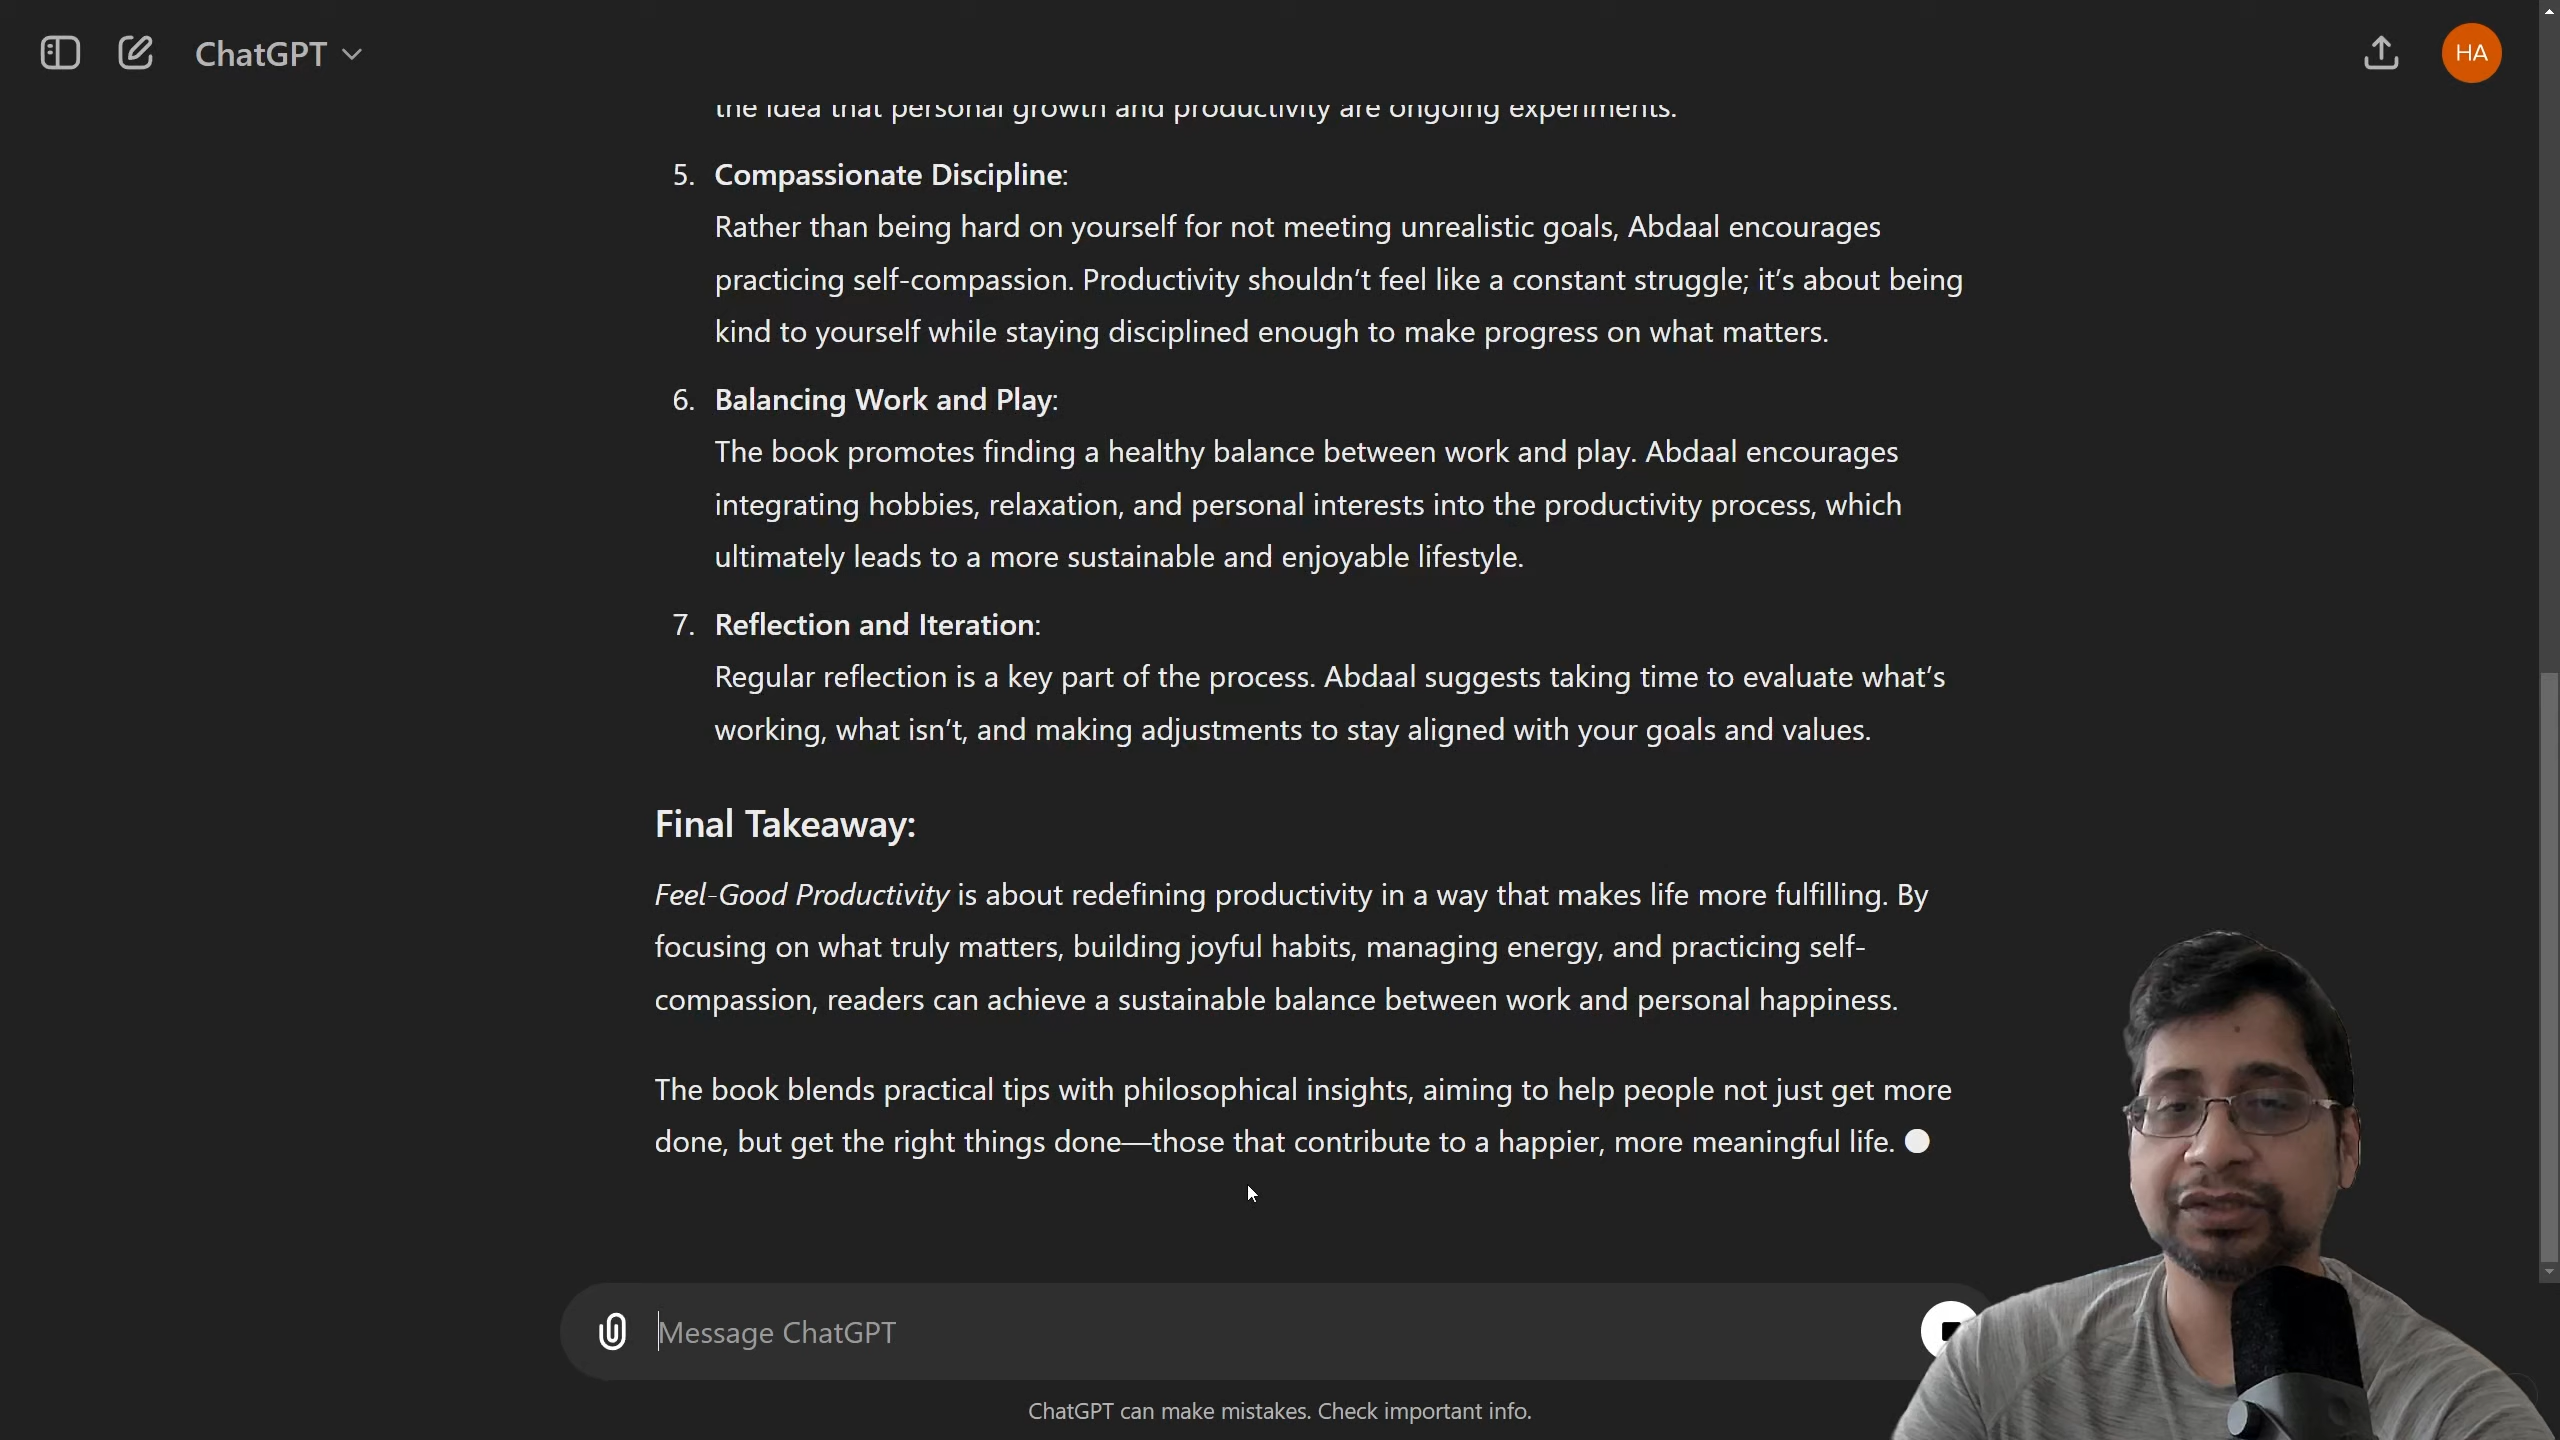 ChatGPT
HA
the idea that personal growth and productivity are ongoing experiments.
5. Compassionate Discipline:
Rather than being hard on yourself for not meeting unrealistic goals, Abdaal encourages
practicing self-compassion. Productivity shouldn’t feel like a constant struggle; it’s about being
kind to yourself while staying disciplined enough to make progress on what matters.
6. Balancing Work and Play:
The book promotes finding a healthy balance between work and play. Abdaal encourages
integrating hobbies, relaxation, and personal interests into the productivity process, which
ultimately leads to a more sustainable and enjoyable lifestyle.
7. Reflection and Iteration:
Regular reflection is a key part of the process. Abdaal suggests taking time to evaluate what’s
working, what isn’t, and making adjustments to stay aligned with your goals and values.
Final Takeaway:
Feel-Good Productivity is about redefining productivity in a way that makes life more fulfilling. By
focusing on what truly matters, building joyful habits, managing energy, and practicing self-
compassion, readers can achieve a sustainable balance between work and personal happiness.
The book blends practical tips with philosophical insights, aiming to help people not just get more
done, but get the right things done—those that contribute to a happier, more meaningful life.
Message ChatGPT
ChatGPT can make mistakes. Check important info.